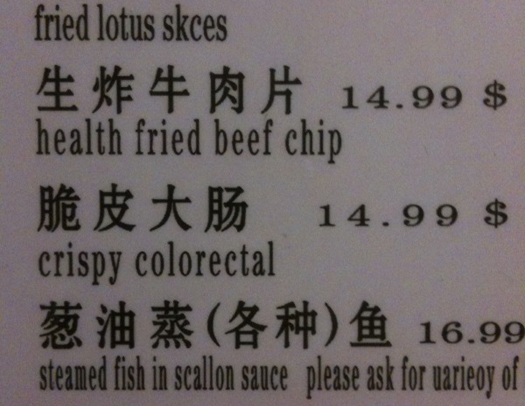 fried lotus skces
生炸牛肉片 14.99 $
health fried beef chip
脆皮大肠 14.99 $
crispy colorectal
葱油蒸(各种)鱼 16.99
steamed fish in scallon sauce please ask for uarieoy of